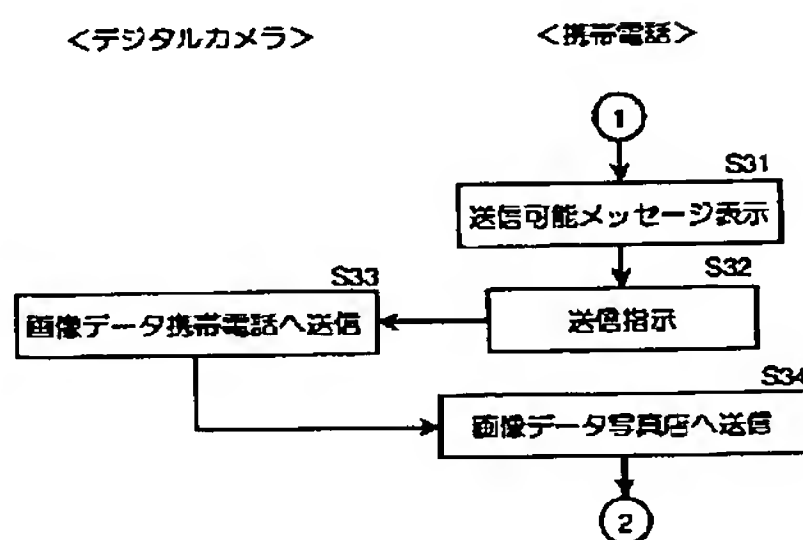 <デジタルカメラ>
<携帯電話>
1
S31
送信可能メッセージ表示
S32
送信指示
S33
画像データ携帯電話へ送信
S34
画像データ写真店へ送信
2